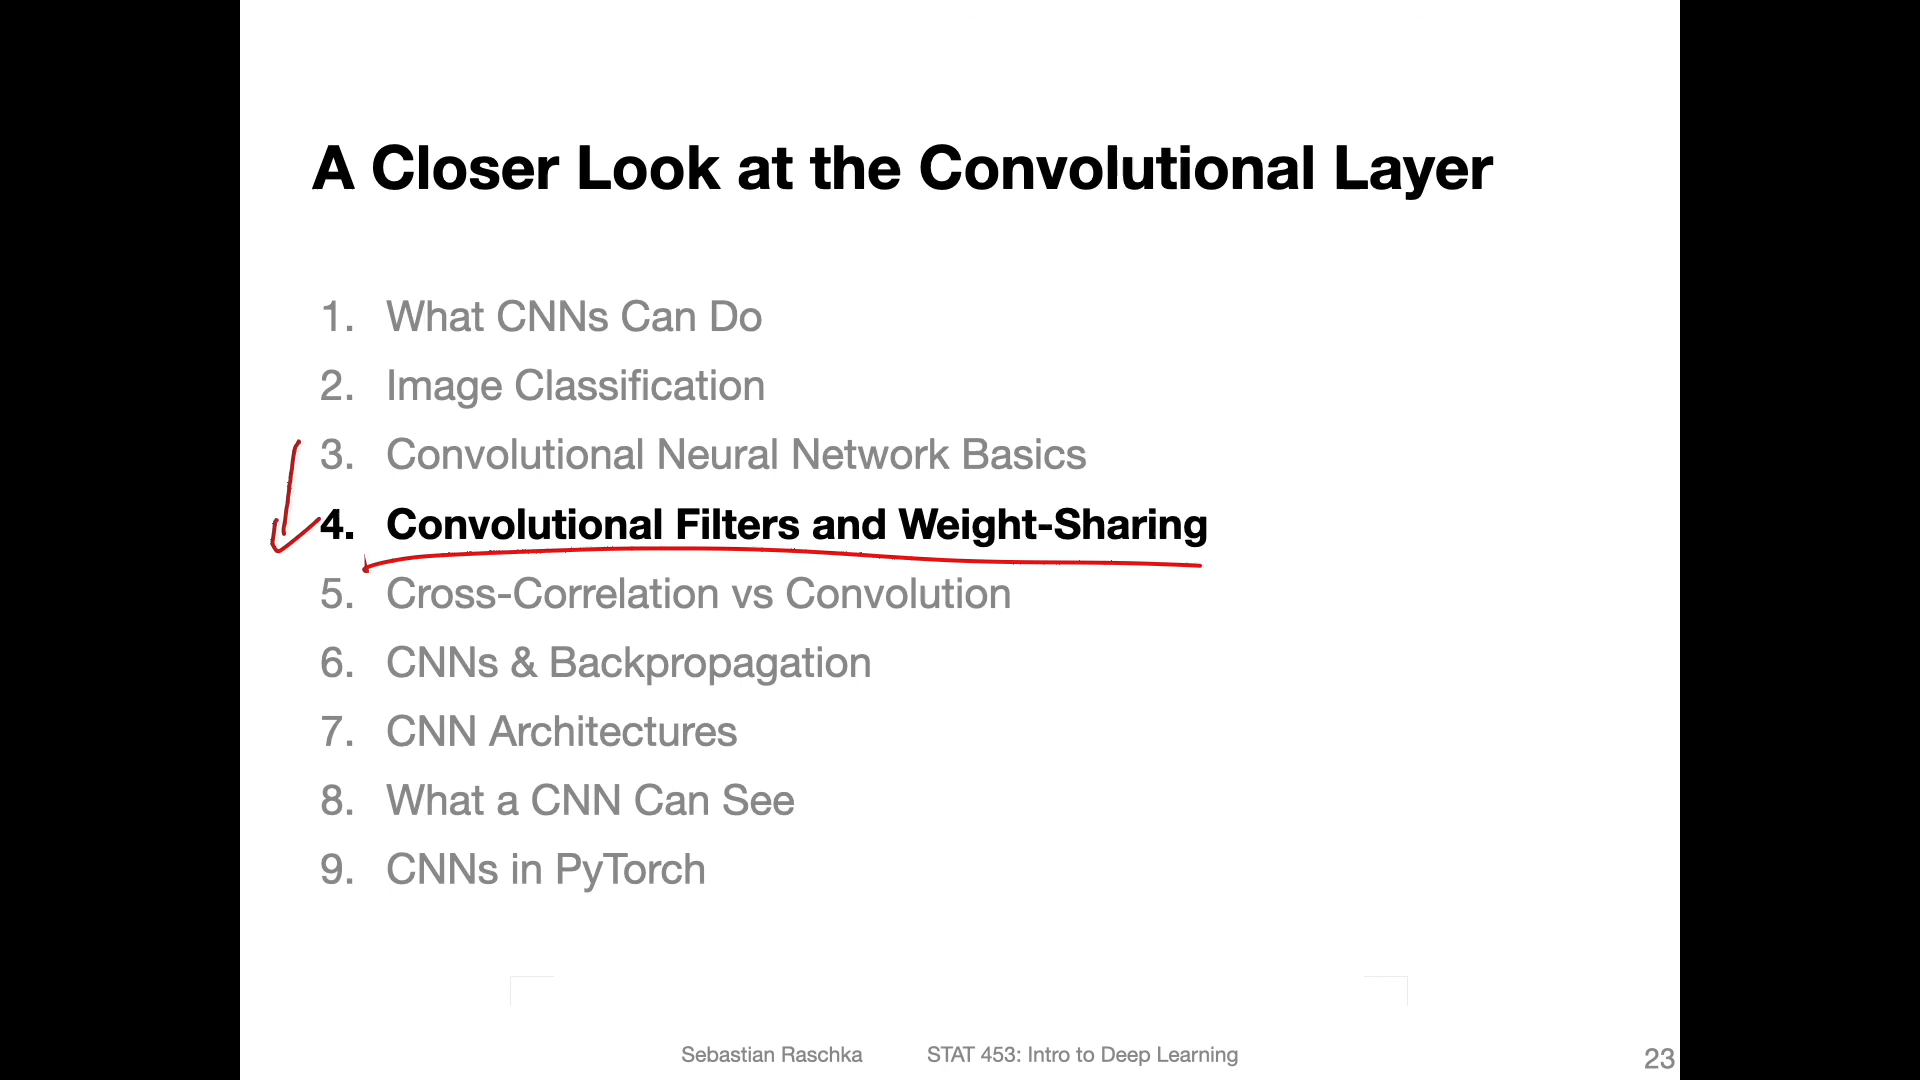 A Closer Look at the Convolutional Layer
1. What CNNs Can Do
2. Image Classification
3. Convolutional Neural Network Basics
4. Convolutional Filters and Weight-Sharing
5. Cross-Correlation vs Convolution
6. CNNs & Backpropagation
7. CNN Architectures
8. What a CNN Can See
9. CNNs in PyTorch
Sebastian Raschka STAT 453: Intro to Deep Learning 23